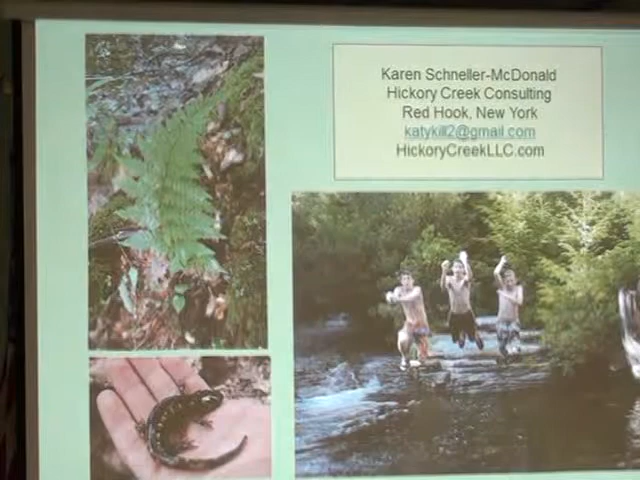 Karen Schneller-McDonald
Hickory Creek Consulting
Red Hook, New York
katykill2@gmail.com
HickoryCreekLLC.com